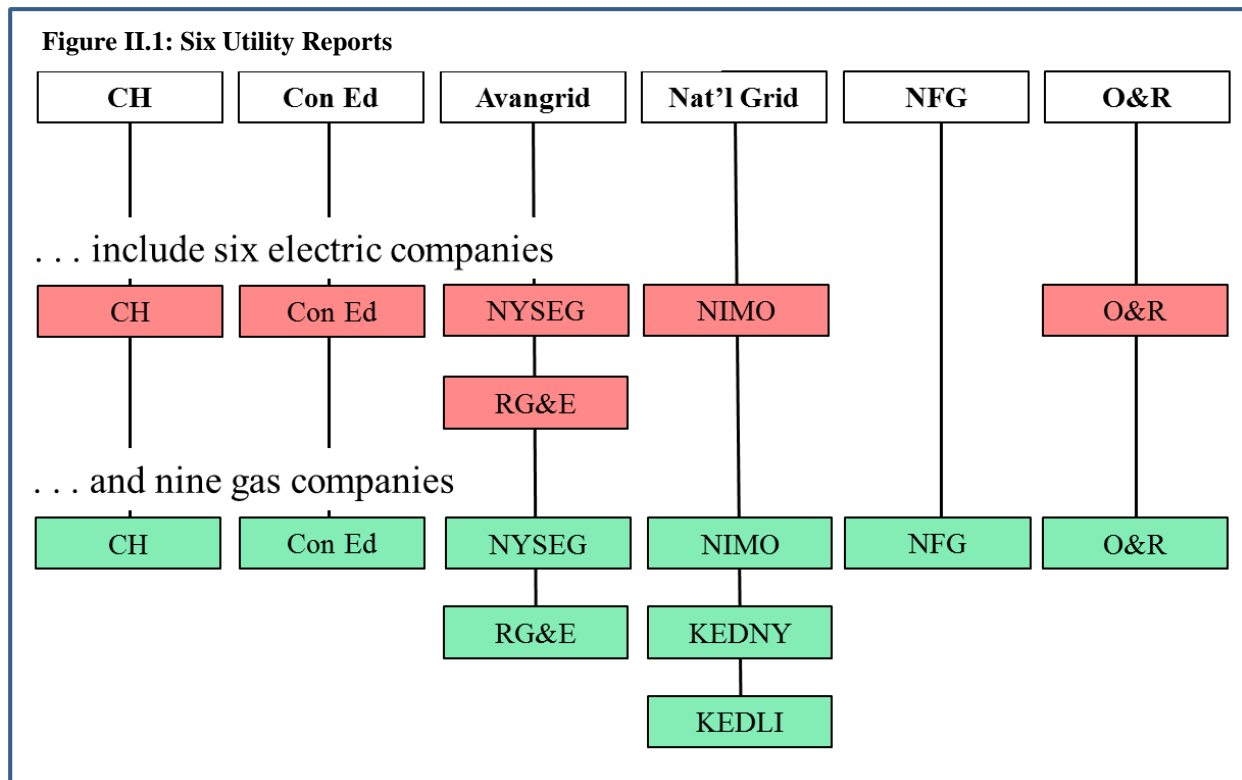 Figure II.1: Six Utility Reports
CH Con Ed Avangrid Nat’l Grid NFG O&R
. . . include six electric companies
CH Con Ed NYSEG NIMO O&R
RG&E
. . . and nine gas companies
CH Con Ed NYSEG NIMO NFG O&R
RG&E KEDNY
KEDLI